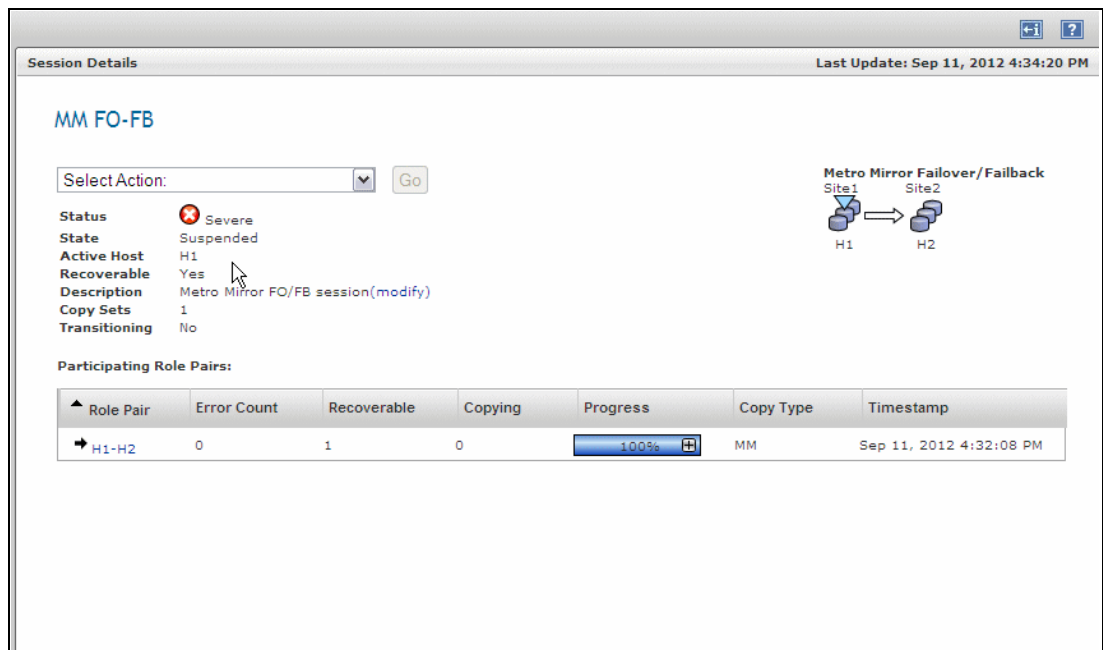 Session Details
Last Update: Sep 11, 2012 4:34:20 PM
MM FO-FB
Select Action:
Go
Metro Mirror Failover/Failback
Site1 Site2
H1 H2
Status Severe
State Suspended
Active Host H1
Recoverable Yes
Description Metro Mirror FO/FB session(modify)
Copy Sets 1
Transitioning No
Participating Role Pairs:
Role Pair Error Count Recoverable Copying Progress Copy Type Timestamp
H1-H2 0 1 0 100% MM Sep 11, 2012 4:32:08 PM